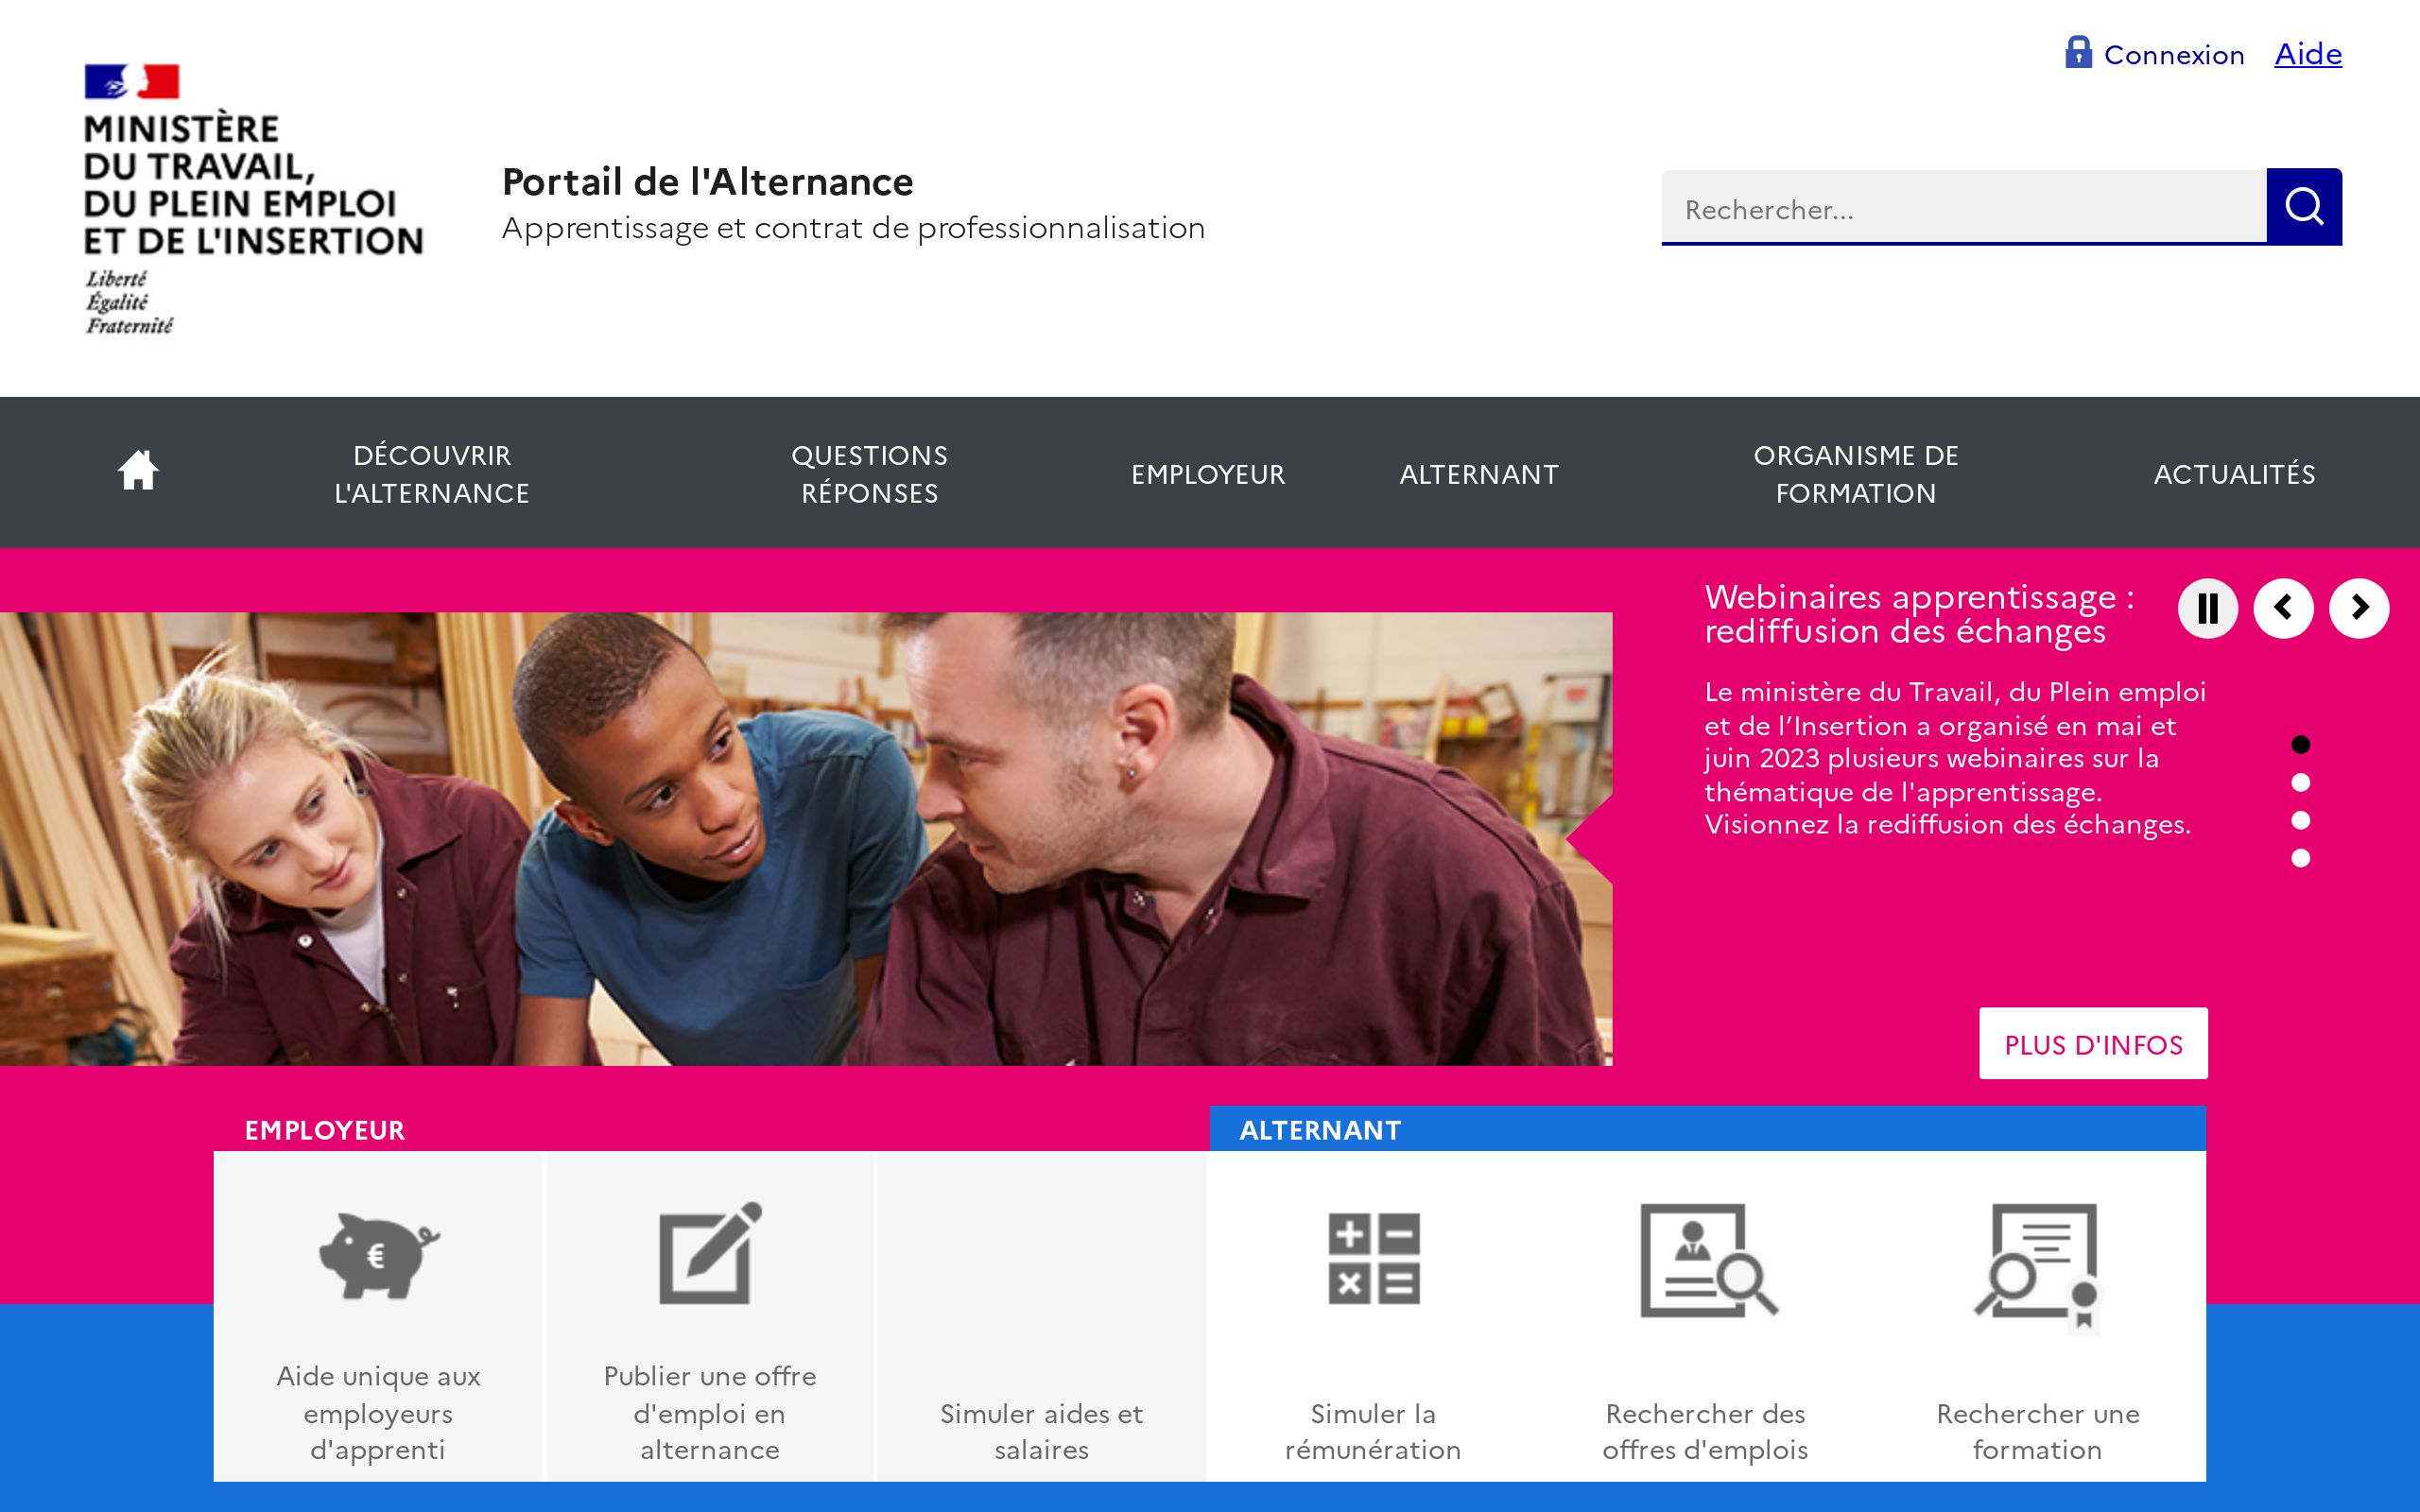 Connexion Aide
MINISTÈRE
DU TRAVAIL,
DU PLEIN EMPLOI
ET DE L'INSERTION
Liberté
Égalité
Fraternité
Portail de l'Alternance
Apprentissage et contrat de professionnalisation
Rechercher...
DÉCOUVRIR
L'ALTERNANCE
QUESTIONS
RÉPONSES
EMPLOYEUR
ALTERNANT
ORGANISME DE
FORMATION
ACTUALITÉS
Webinaires apprentissage :
rediffusion des échanges
Le ministère du Travail, du Plein emploi
et de l’Insertion a organisé en mai et
juin 2023 plusieurs webinaires sur la
thématique de l'apprentissage.
Visionnez la rediffusion des échanges.
PLUS D'INFOS
EMPLOYEUR
€
Aide unique aux
employeurs
d'apprenti
Publier une offre
d'emploi en
alternance
Simuler aides et
salaires
ALTERNANT
Simuler la
rémunération
Rechercher des
offres d'emplois
Rechercher une
formation